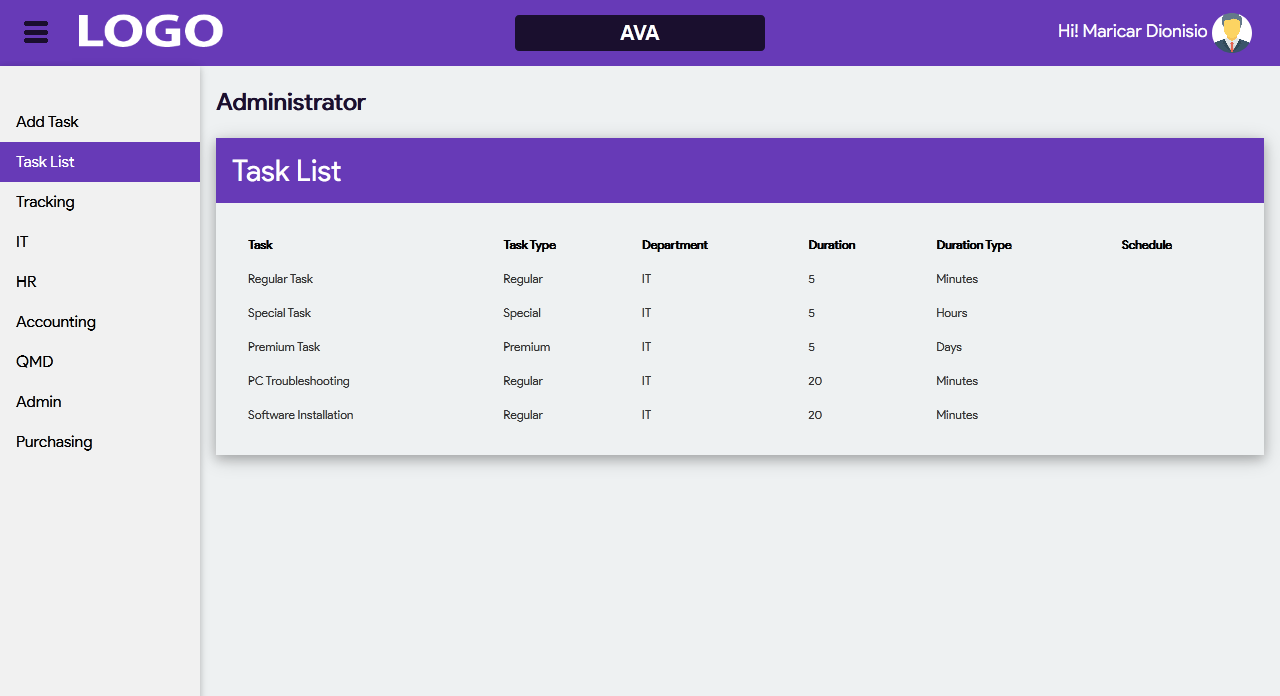 LOGO
AVA
Hi! Maricar Dionisio
Add Task
Task List
Tracking
IT
HR
Accounting
QMD
Admin
Purchasing
Administrator
Task List
Task Task Type Department Duration Duration Type Schedule
Regular Task Regular IT 5 Minutes
Special Task Special IT 5 Hours
Premium Task Premium IT 5 Days
PC Troubleshooting Regular IT 20 Minutes
Software Installation Regular IT 20 Minutes